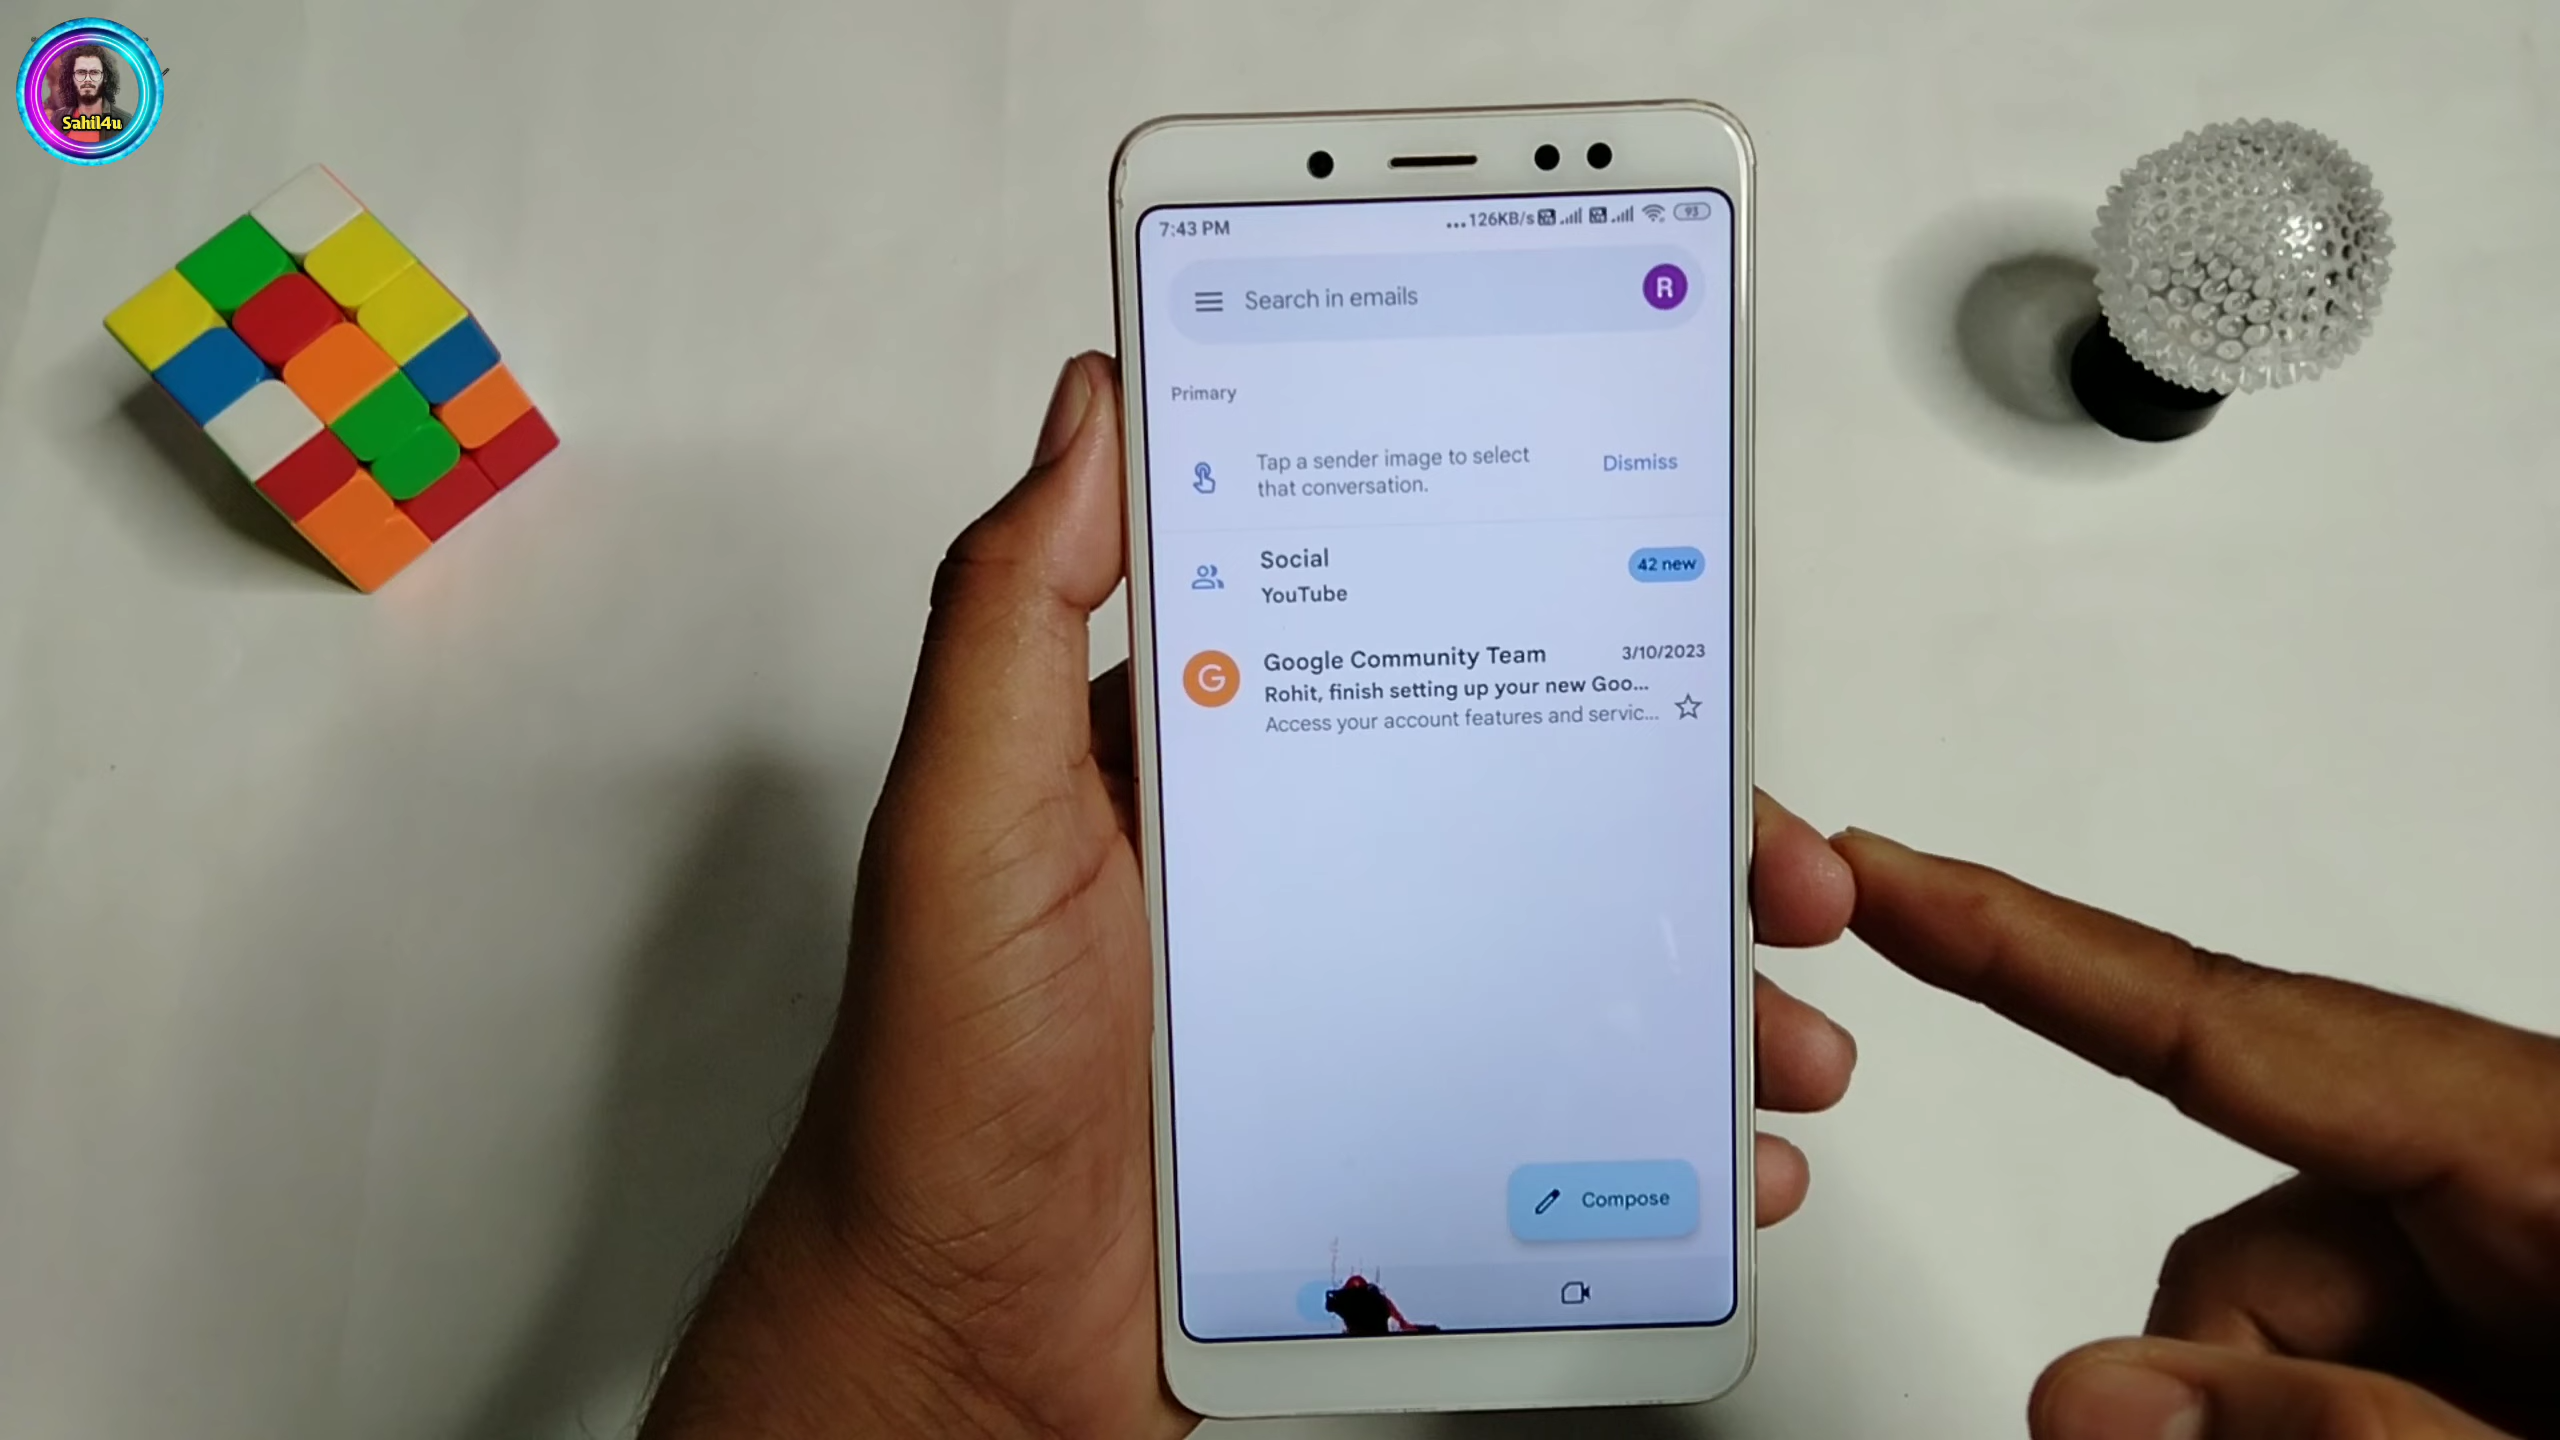 Sahil4u
7:43 PM
...126KB/s
93
Search in emails
R
Primary
Tap a sender image to select
that conversation.
Dismiss
Social
42 new
YouTube
G
Google Community Team
3/10/2023
Rohit, finish setting up your new Goo...
Access your account features and servic...
Compose